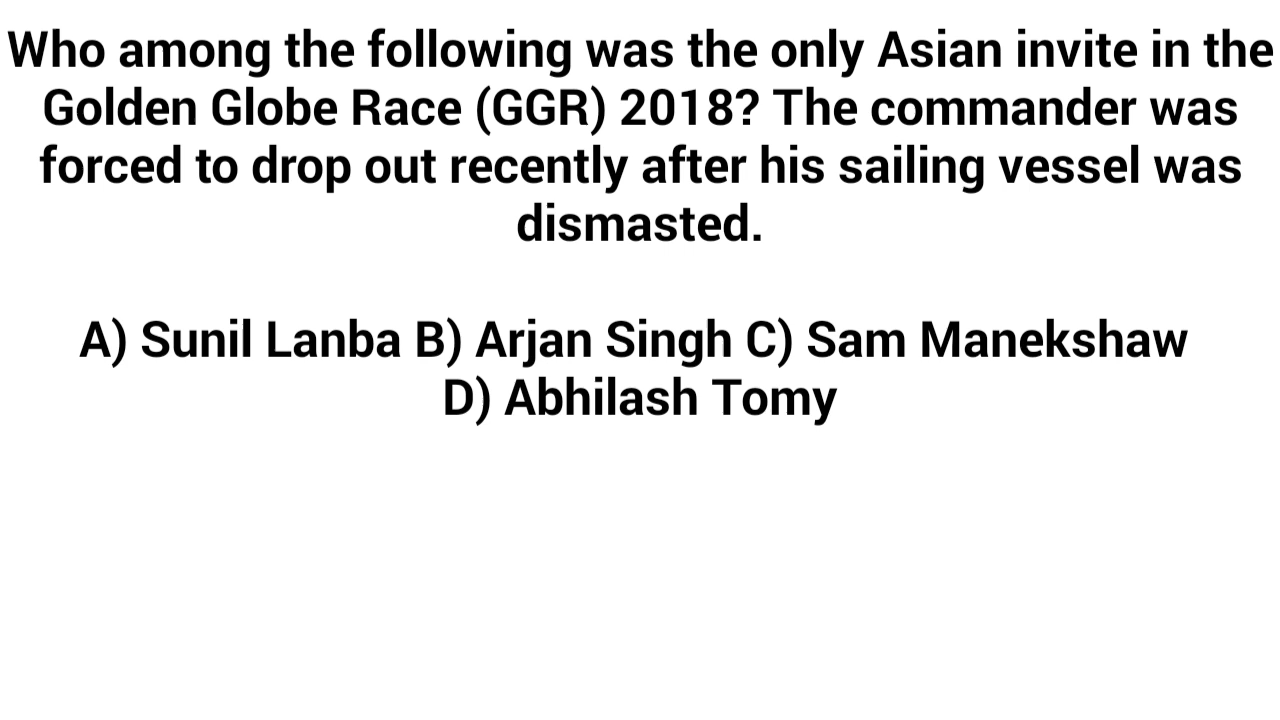 Who among the following was the only Asian invite in the
Golden Globe Race (GGR) 2018? The commander was
forced to drop out recently after his sailing vessel was
dismasted.
A) Sunil Lanba B) Arjan Singh C) Sam Manekshaw
D) Abhilash Tomy